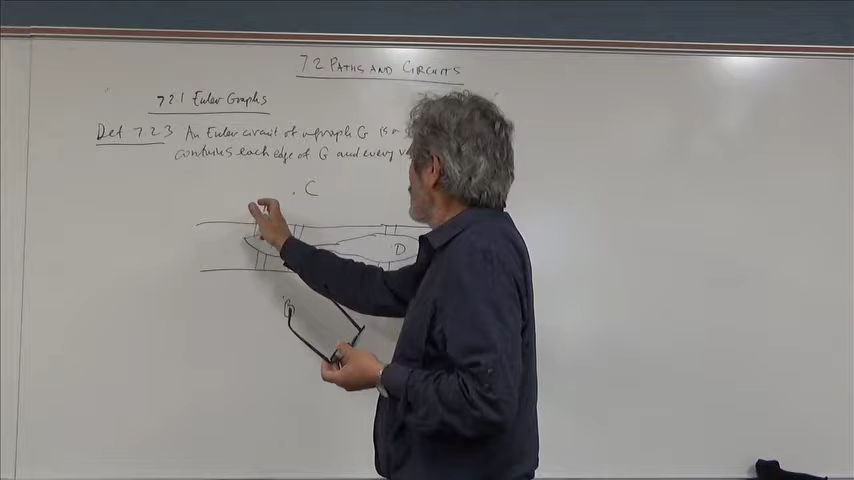 7.2 PATHS AND CIRCUITS
7.2.1 Euler Graphs
Def 7.2.3 An Euler circuit of a graph G is a
contains each edge of G and every
C
D
B